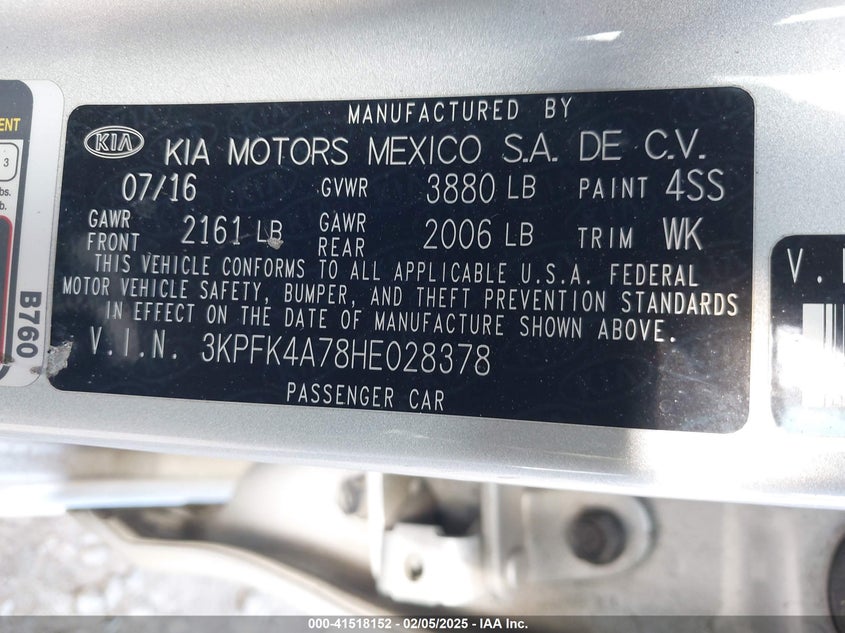 MANUFACTURED BY
KIA
KIA MOTORS MEXICO S.A. DE C.V.
07/16 GVWR 3880 LB PAINT 4SS
GAWR FRONT 2161 LB GAWR REAR 2006 LB TRIM WK
THIS VEHICLE CONFORMS TO ALL APPLICABLE U.S.A. FEDERAL
MOTOR VEHICLE SAFETY, BUMPER, AND THEFT PREVENTION STANDARDS
IN EFFECT ON THE DATE OF MANUFACTURE SHOWN ABOVE.
V.I.N. 3KPFK4A78HE028378
PASSENGER CAR
3
lbs.
B760
V.
000-41518152 - 02/05/2025 - IAAI Inc.